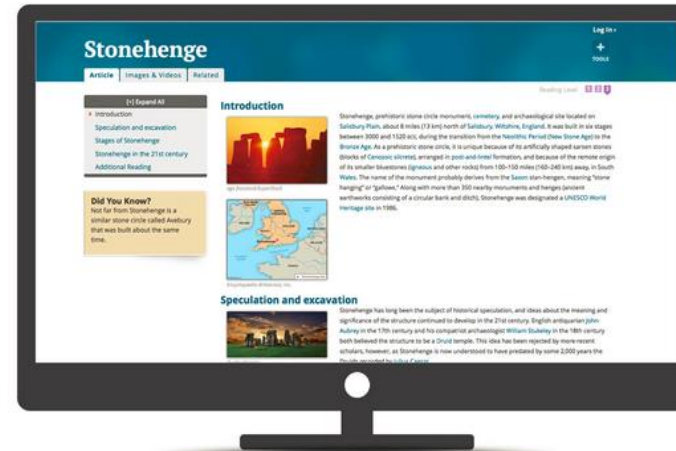 Log In
Stonehenge
TOOLS
Article
Images & Videos
Related
Reading Level
[+] Expand All
Introduction
Speculation and excavation
Stages of Stonehenge
Stonehenge in the 21st century
Additional Reading
Did You Know?
Not far from Stonehenge is a
similar stone circle called Avebury
that was built about the same
time.
Introduction
Stonehenge, prehistoric stone circle monument, cemetery, and archaeological site located on
Salisbury Plain, about 8 miles (13 km) north of Salisbury, Wiltshire, England. It was built in six stages
between 3000 and 1520 BCE, during the transition from the Neolithic Period (New Stone Age) to the
Bronze Age. As a prehistoric stone circle, it is unique because of its artificially shaped sarsen stones
(blocks of Cenozoic silcrete), arranged in post-and-lintel formation, and because of the remote origin
of its smaller bluestones (igneous and other rocks) from 100–150 miles (160–240 km) away, in South
Wales. The name of the monument probably derives from the Saxon stan-hengen, meaning "stone
hanging" or "gallows." Along with more than 350 nearby monuments and henges (ancient
earthworks consisting of a circular bank and ditch), Stonehenge was designated a UNESCO World
Heritage site in 1986.
Encyclopædia Britannica, Inc.
Speculation and excavation
Stonehenge has long been the subject of historical speculation, and ideas about the meaning and
significance of the structure continued to develop in the 21st century. English antiquarian John
Aubrey in the 17th century and his compatriot archaeologist William Stukeley in the 18th century
both believed the structure to be a Druid temple. This idea has been rejected by more-recent
scholars, however, as Stonehenge is now understood to have predated by some 2,000 years the
Druids recorded by Julius Caesar.